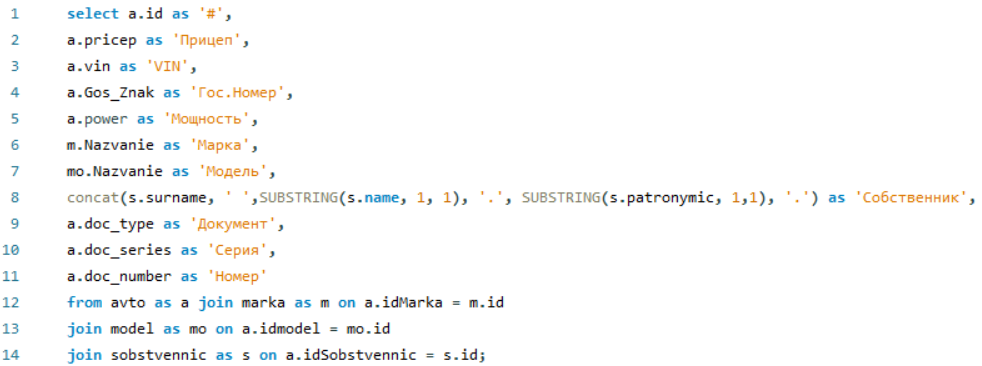 1 select a.id as '#',
2 a.pricep as 'Прицеп',
3 a.vin as 'VIN',
4 a.Gos_Znak as 'Гос.Номер',
5 a.power as 'Мощность',
6 m.Nazvanie as 'Марка',
7 mo.Nazvanie as 'Модель',
8 concat(s.surname, ' ',SUBSTRING(s.name, 1, 1), '.', SUBSTRING(s.patronymic, 1,1), '.') as 'Собственник',
9 a.doc_type as 'Документ',
10 a.doc_series as 'Серия',
11 a.doc_number as 'Номер'
12 from avto as a join marka as m on a.idMarka = m.id
13 join model as mo on a.idmodel = mo.id
14 join sobstvennic as s on a.idSobstvennic = s.id;